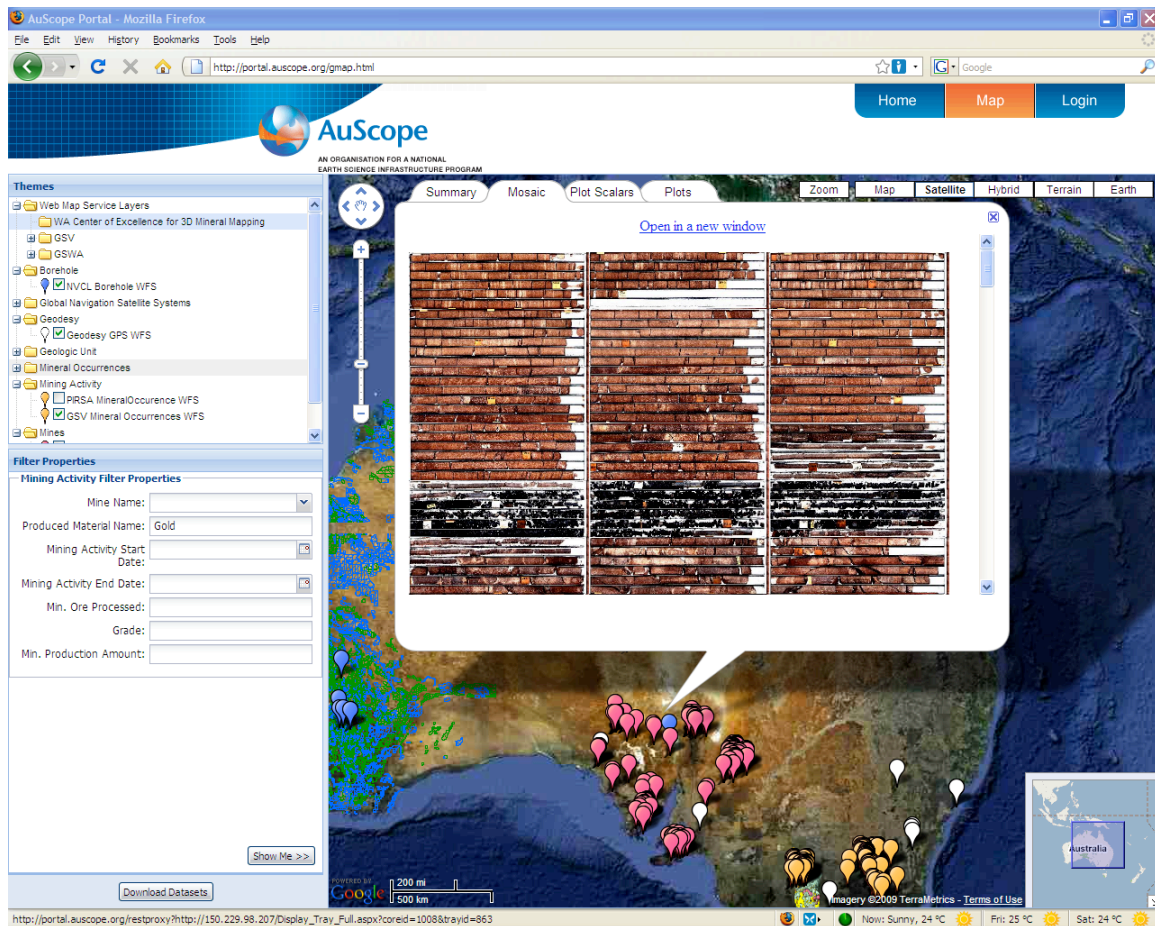 AuScope Portal - Mozilla Firefox
File Edit View History Bookmarks Tools Help
http://portal.auscope.org/gmap.html
G Google
Home Map Login
AuScope
AN ORGANISATION FOR A NATIONAL
EARTH SCIENCE INFRASTRUCTURE PROGRAM
Themes
Web Map Service Layers
WA Center of Excellence for 3D Mineral Mapping
GSV
GSWA
Borehole
NVCL Borehole WFS
Global Navigation Satellite Systems
Geodesy
Geodesy GPS WFS
Geologic Unit
Mineral Occurrences
Mining Activity
PIRSA MineralOccurence WFS
GSV Mineral Occurrences WFS
Mines
Filter Properties
Mining Activity Filter Properties
Mine Name:
Produced Material Name: Gold
Mining Activity Start
Date:
Mining Activity End Date:
Min. Ore Processed:
Grade:
Min. Production Amount:
Show Me >>
Download Datasets
Summary Mosaic Plot Scalars Plots
Zoom Map Satellite Hybrid Terrain Earth
Open in a new window
Australia
POWERED BY
Google
200 mi
500 km
Imagery ©2009 TerraMetrics - Terms of Use
http://portal.auscope.org/restproxy?http://150.229.98.207/Display_Tray_Full.aspx?coreid=1008&trayid=863
Now: Sunny, 24 °C Fri: 25 °C Sat: 24 °C